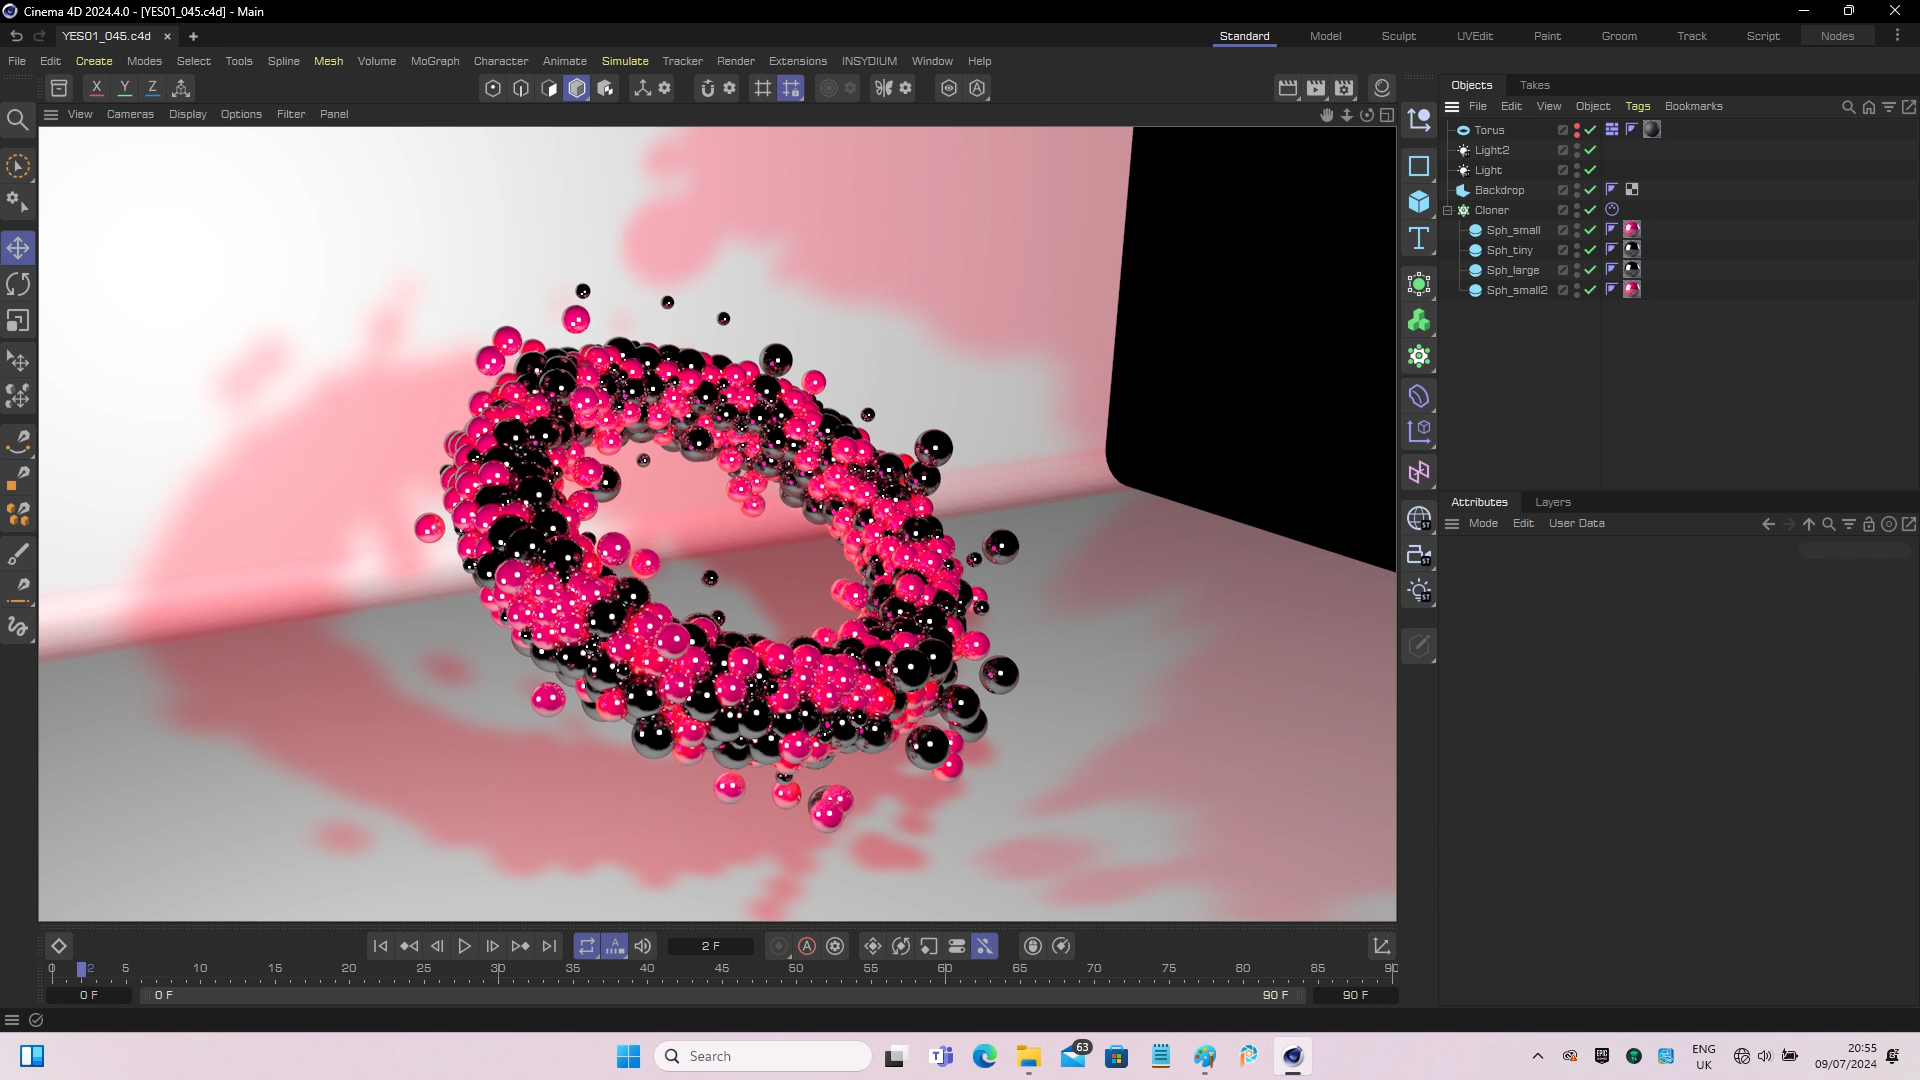 Cinema 4D 2024.4.0 - [YES01_045.c4d] - Main
YES01_045.c4d × +
Standard Model Sculpt UVEdit Paint Groom Track Script Nodes
File Edit Create Modes Select Tools Spline Mesh Volume MoGraph Character Animate Simulate Tracker Render Extensions INSYDIUM Window Help
X Y Z
View Cameras Display Options Filter Panel
Objects Takes
File Edit View Object Tags Bookmarks
Torus
Light2
Light
Backdrop
Cloner
Sph_small
Sph_tiny
Sph_large
Sph_small2
Attributes Layers
Mode Edit User Data
2 F
0 2 5 10 15 20 25 30 35 40 45 50 55 60 65 70 75 80 85 90
0 F 0 F 90 F 90 F
Search
63
ENG
UK
20:55
09/07/2024